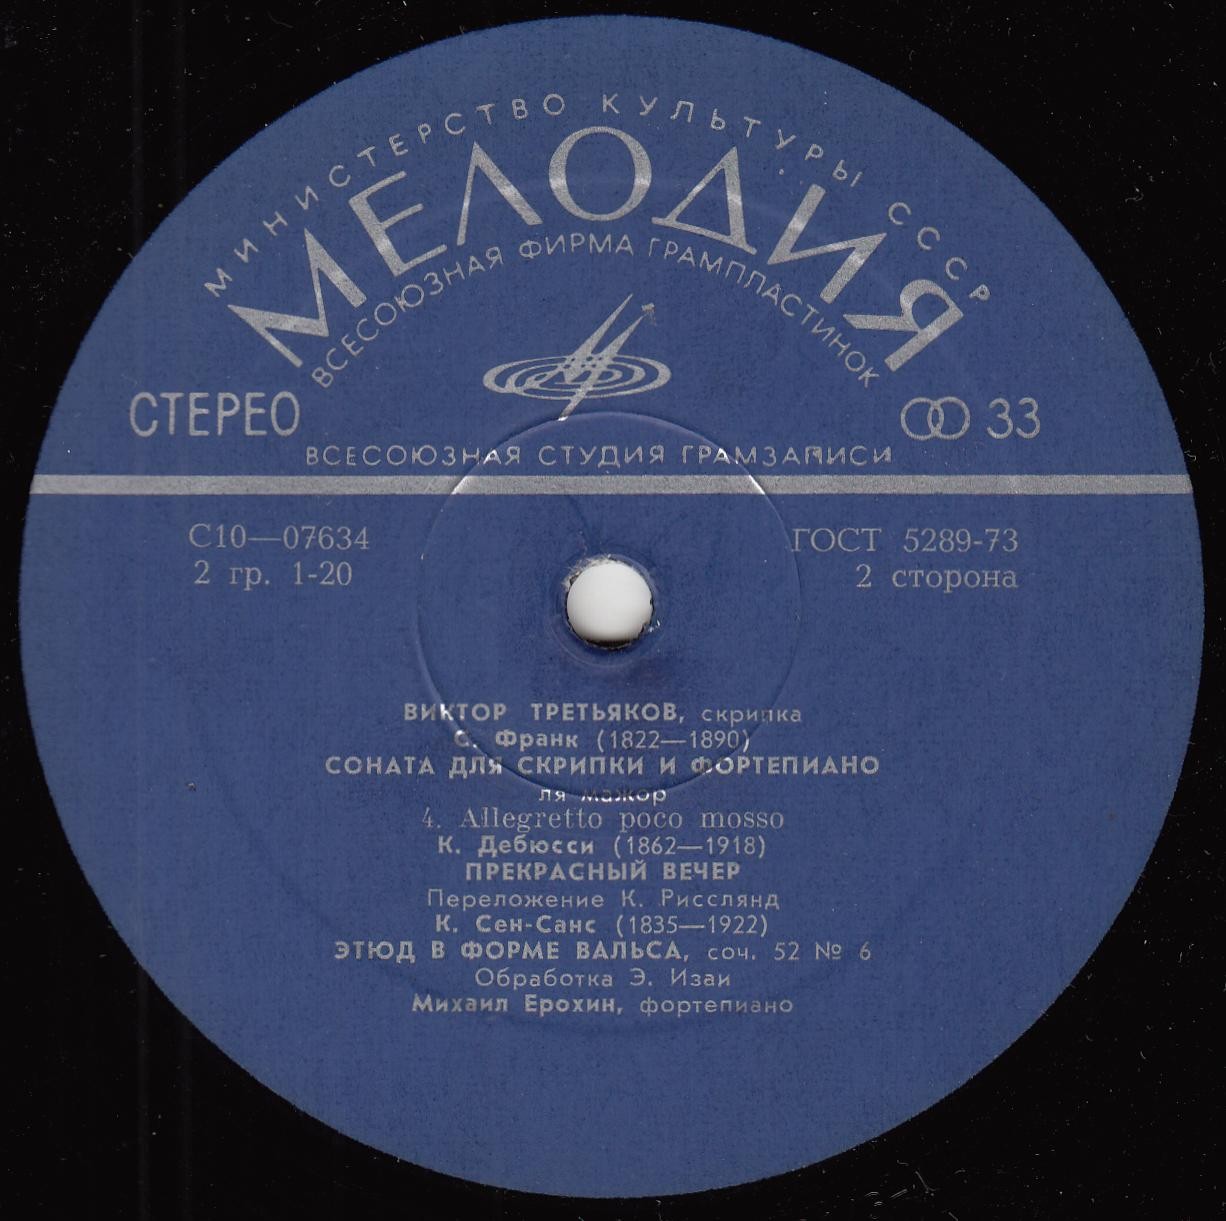 МИНИСТЕРСТВО КУЛЬТУРЫ СССР
МЕЛОДИЯ
ВСЕСОЮЗНАЯ ФИРМА ГРАМПЛАСТИНОК
СТЕРЕО
33
ВСЕСОЮЗНАЯ СТУДИЯ ГРАМЗАПИСИ
С10—07634
ГОСТ 5289-73
2 гр. 1-20
2 сторона
ВИКТОР ТРЕТЬЯКОВ, скрипка
С. Франк (1822—1890)
СОНАТА ДЛЯ СКРИПКИ И ФОРТЕПИАНО
ля мажор
4. Allegretto poco mosso
К. Дебюсси (1862—1918)
ПРЕКРАСНЫЙ ВЕЧЕР
Переложение К. Рисслянд
К. Сен-Санс (1835—1922)
ЭТЮД В ФОРМЕ ВАЛЬСА, соч. 52 № 6
Обработка Э. Изаи
Михаил Ерохин, фортепиано